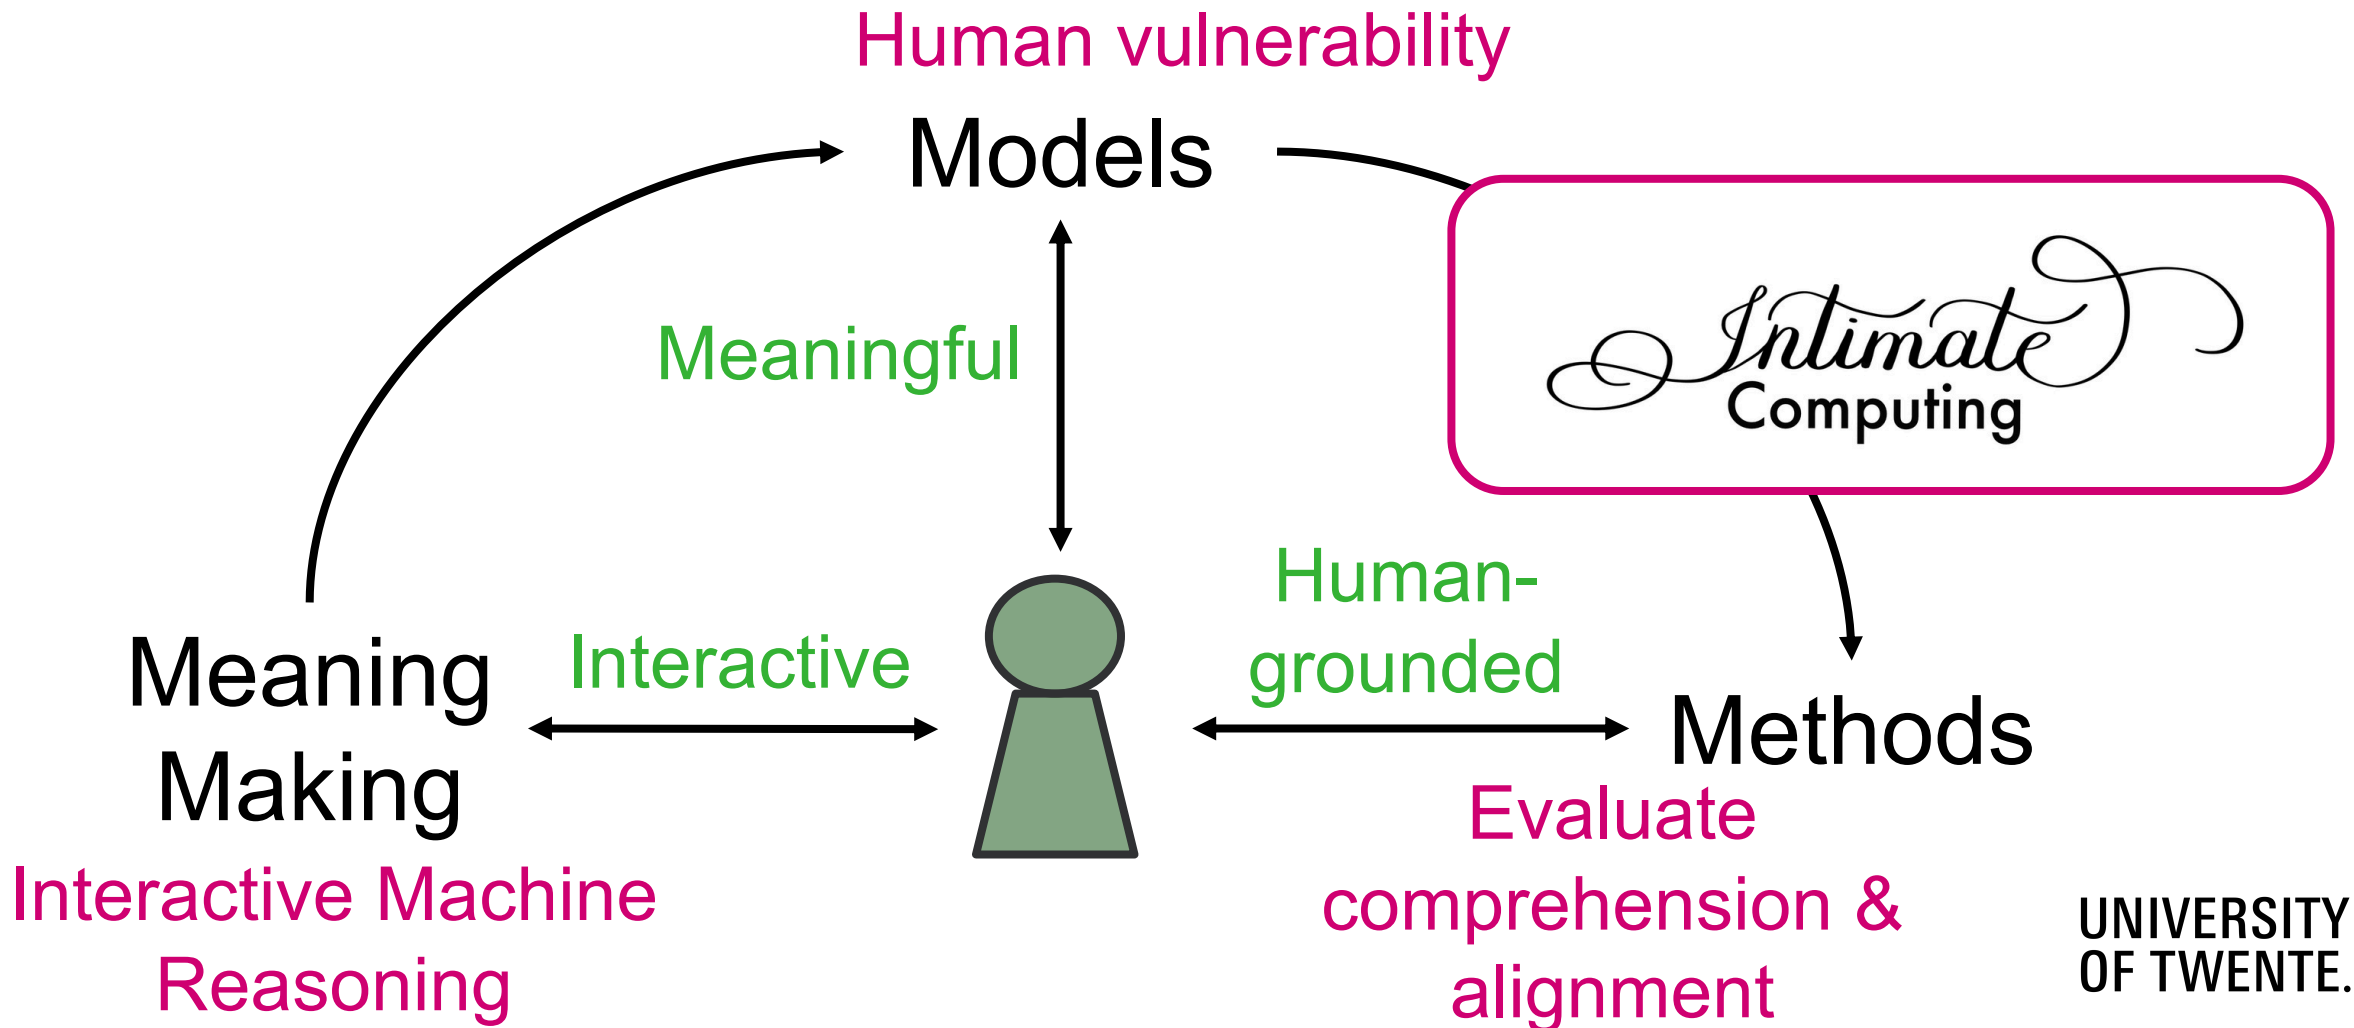 Human vulnerability
Models
Intimate
Computing
Meaningful
Human-
grounded
Interactive
Meaning
Making
Methods
Interactive Machine
Reasoning
Evaluate
comprehension &
alignment
UNIVERSITY
OF TWENTE.